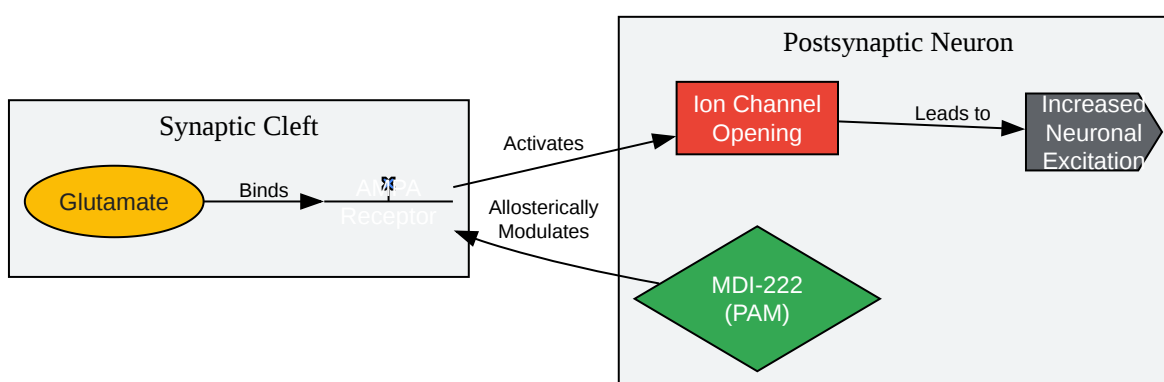 Synaptic Cleft
Glutamate
Binds
AMPA
Receptor
Activates
Allosterically
Modulates
Postsynaptic Neuron
Ion Channel
Opening
Leads to
Increased
Neuronal
Excitation
MDI-222
(PAM)